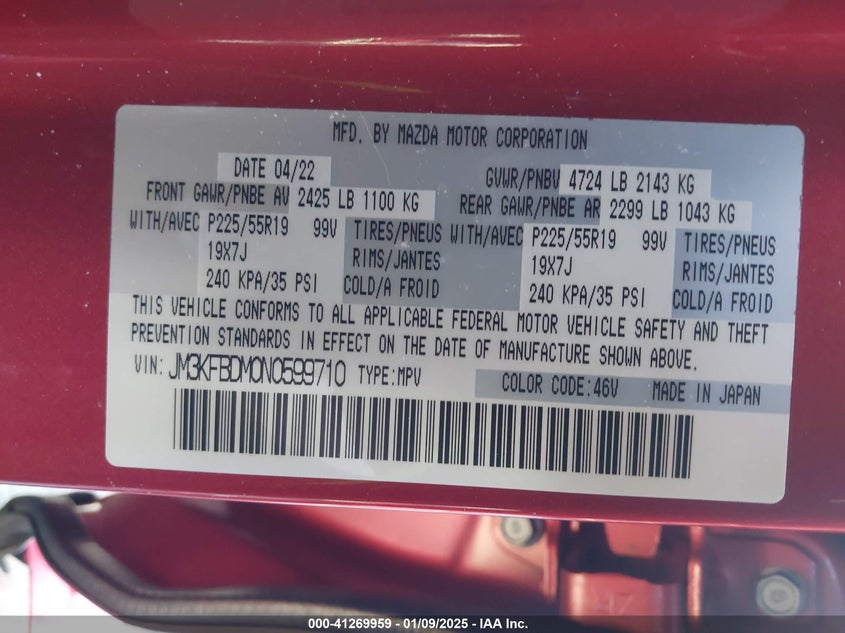 MFD. BY MAZDA MOTOR CORPORATION
DATE 04/22 GVWR/PNBV 4724 LB 2143 KG
FRONT GAWR/PNBE AV 2425 LB 1100 KG REAR GAWR/PNBE AR 2299 LB 1043 KG
WITH/AVEC P225/55R19 99V TIRES/PNEUS WITH/AVEC P225/55R19 99V TIRES/PNEUS
19X7J RIMS/JANTES 19X7J RIMS/JANTES
240 KPA/35 PSI COLD/A FROID 240 KPA/35 PSI COLD/A FROID
THIS VEHICLE CONFORMS TO ALL APPLICABLE FEDERAL MOTOR VEHICLE SAFETY AND THEFT
PREVENTION STANDARDS IN EFFECT ON THE DATE OF MANUFACTURE SHOWN ABOVE.
VIN: JM3KFBDM0N0599710 TYPE:MPV COLOR CODE:46V MADE IN JAPAN
000-41269959 - 01/09/2025 - © IAA Holdings, LLC.